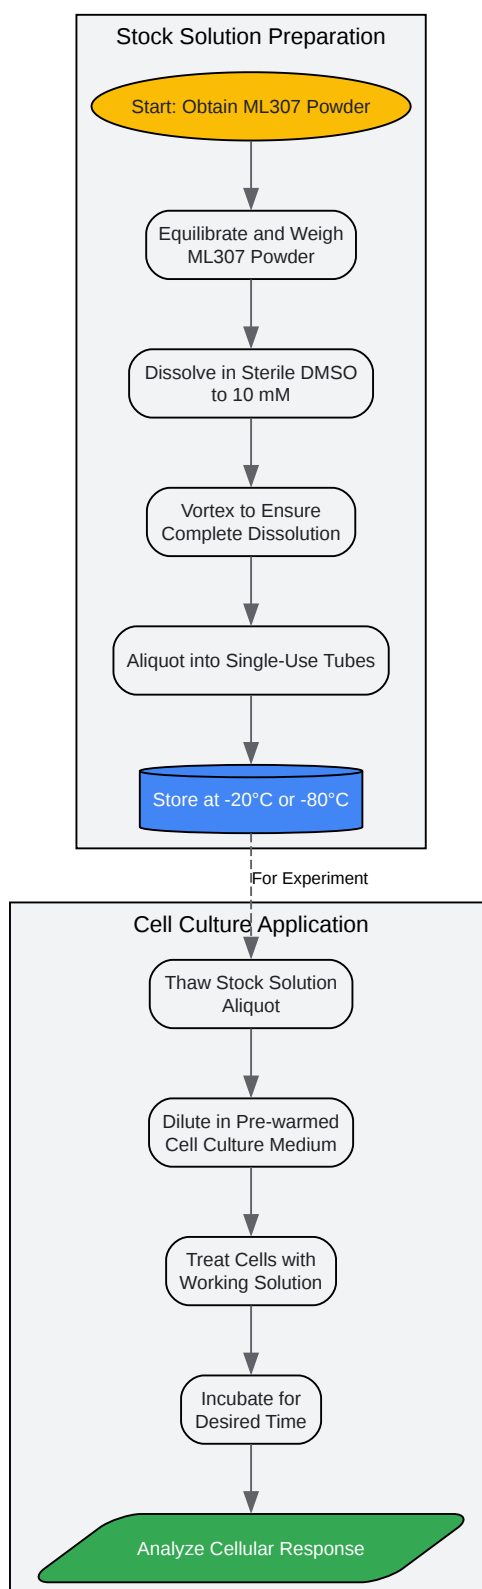 Stock Solution Preparation
Start: Obtain ML307 Powder
Equilibrate and Weigh
ML307 Powder
Dissolve in Sterile DMSO
to 10 mM
Vortex to Ensure
Complete Dissolution
Aliquot into Single-Use Tubes
Store at -20°C or -80°C
For Experiment
Cell Culture Application
Thaw Stock Solution
Aliquot
Dilute in Pre-warmed
Cell Culture Medium
Treat Cells with
Working Solution
Incubate for
Desired Time
Analyze Cellular Response